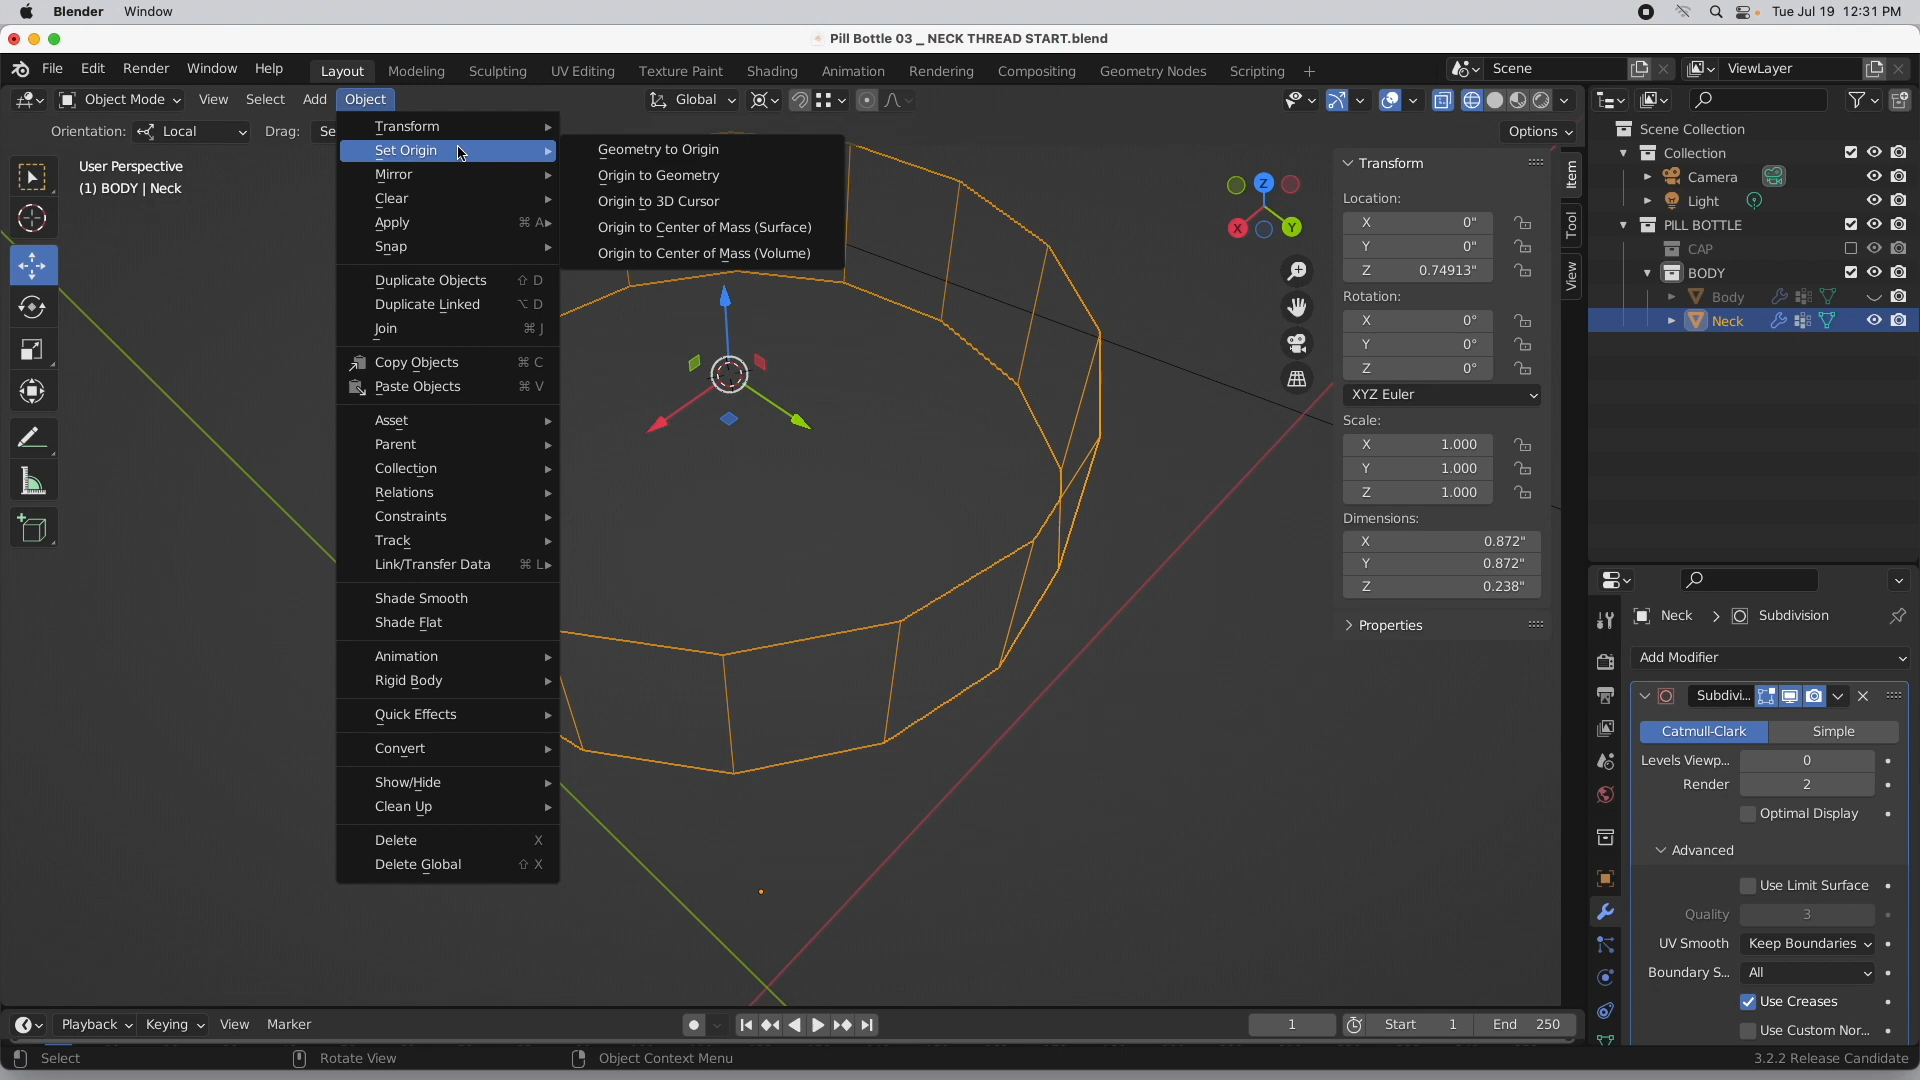 Blender Window Tue Jul 19 12:31 PM
Pill Bottle 03 _ NECK THREAD START.blend
File Edit Render Window Help Layout Modeling Sculpting UV Editing Texture Paint Shading Animation Rendering Compositing Geometry Nodes Scripting + Scene ViewLayer
Object Mode View Select Add Object Global
Orientation: Local Drag: Se Options
User Perspective
(1) BODY | Neck
Transform
Set Origin
Mirror
Clear
Apply ⌘ A
Snap
Duplicate Objects ⇧ D
Duplicate Linked ⌥ D
Join ⌘ J
Copy Objects ⌘ C
Paste Objects ⌘ V
Asset
Parent
Collection
Relations
Constraints
Track
Link/Transfer Data ⌘ L
Shade Smooth
Shade Flat
Animation
Rigid Body
Quick Effects
Convert
Show/Hide
Clean Up
Delete X
Delete Global ⇧ X
Geometry to Origin
Origin to Geometry
Origin to 3D Cursor
Origin to Center of Mass (Surface)
Origin to Center of Mass (Volume)
Z
X Y
Transform
Location:
X 0"
Y 0"
Z 0.74913"
Rotation:
X 0°
Y 0°
Z 0°
XYZ Euler
Scale:
X 1.000
Y 1.000
Z 1.000
Dimensions:
X 0.872"
Y 0.872"
Z 0.238"
Properties
Item
Tool
View
Scene Collection
Collection
Camera
Light
PILL BOTTLE
CAP
BODY
Body
Neck
Neck > Subdivision
Add Modifier
Subdivi...
Catmull-Clark Simple
Levels Viewp... 0
Render 2
Optimal Display
Advanced
Use Limit Surface
Quality 3
UV Smooth Keep Boundaries
Boundary S... All
Use Creases
Use Custom Nor...
Playback Keying View Marker 1 Start 1 End 250
Select Rotate View Object Context Menu 3.2.2 Release Candidate